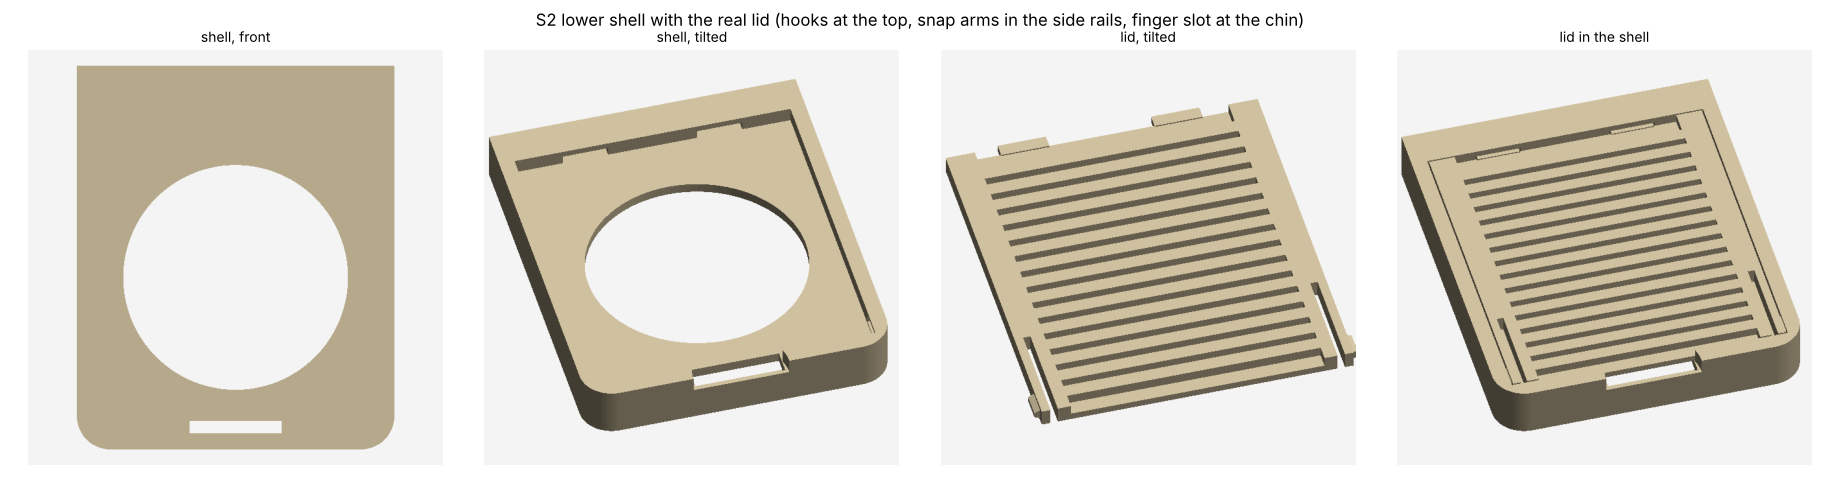 S2 lower shell with the real lid (hooks at the top, snap arms in the side rails, finger slot at the chin)
shell, front
shell, tilted
lid, tilted
lid in the shell